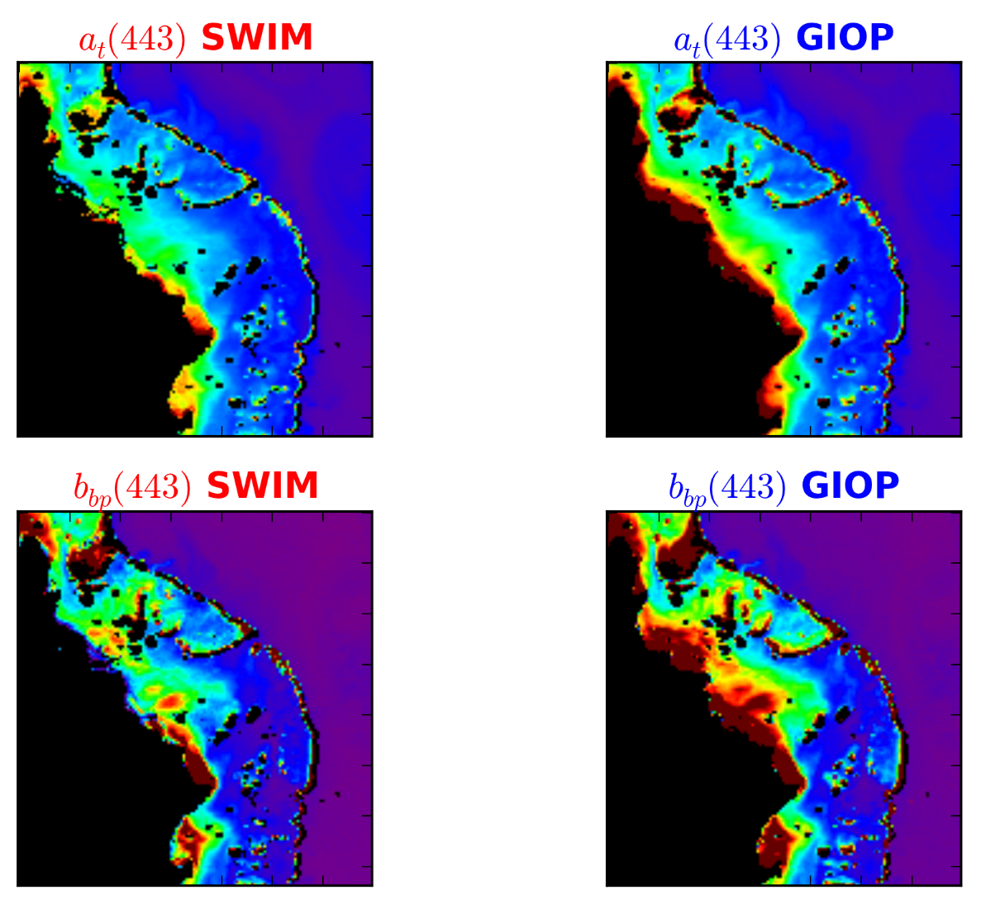 a_t(443) SWIM
a_t(443) GIOP
b_bp(443) SWIM
b_bp(443) GIOP